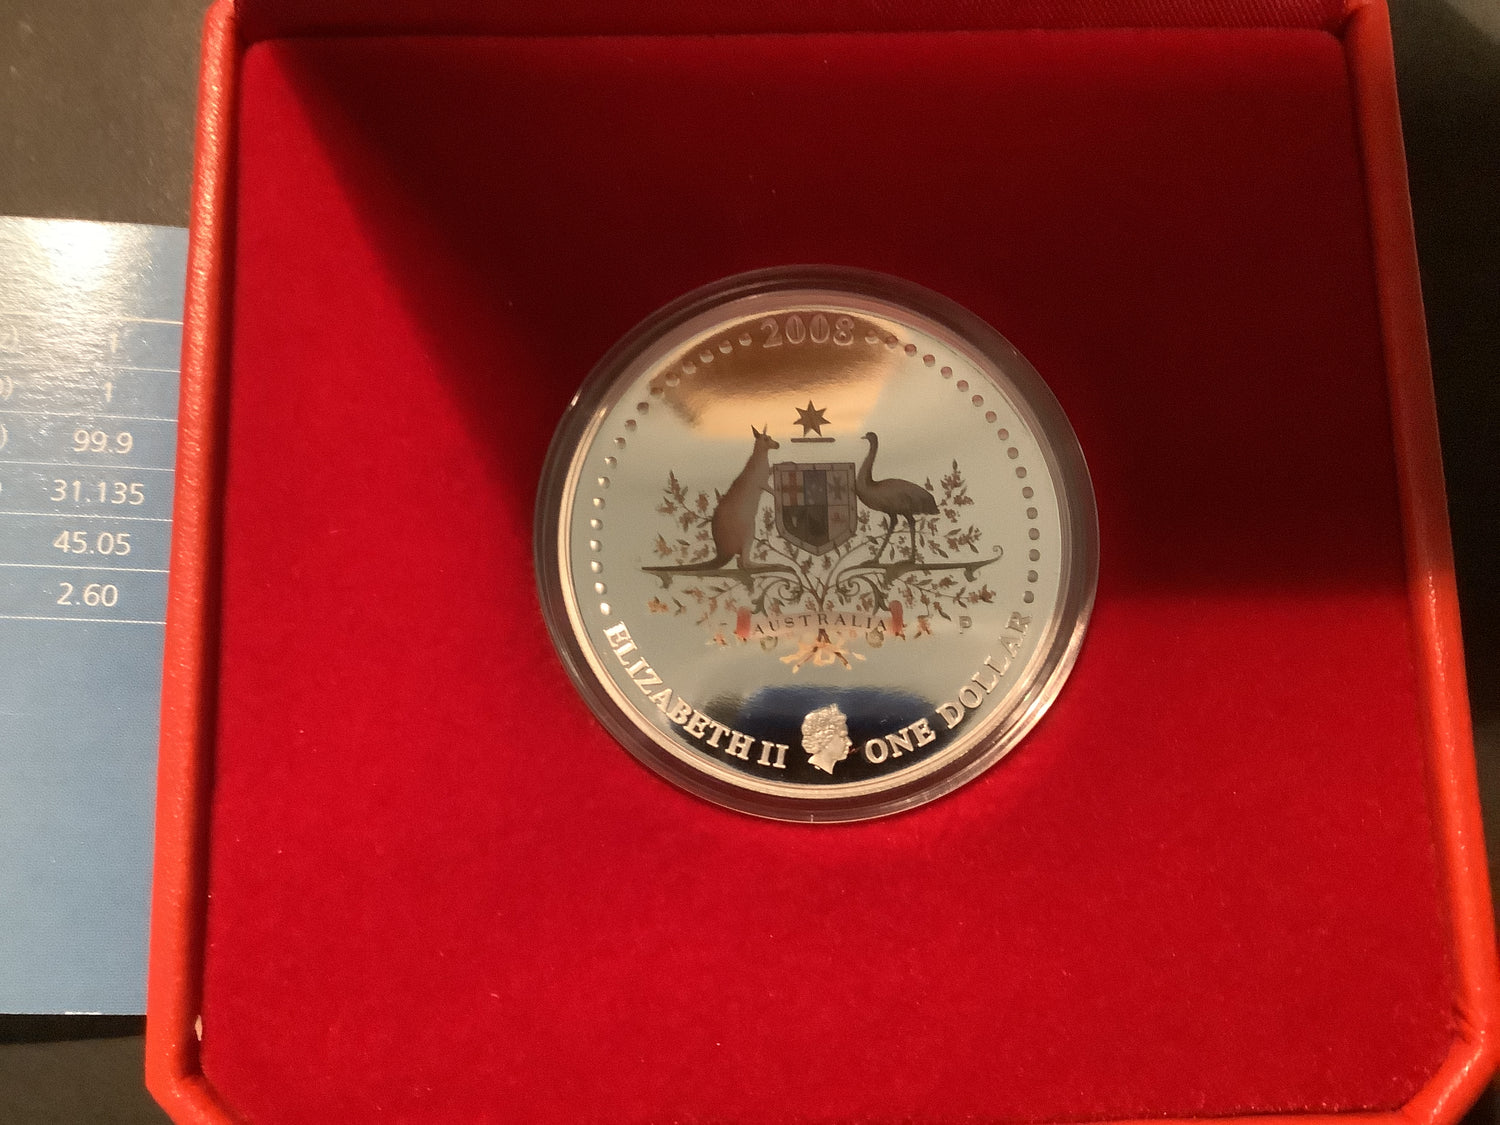 2008
AUSTRALIA
P
ELIZABETH II
ONE DOLLAR
1
1
99.9
31.135
45.05
2.60